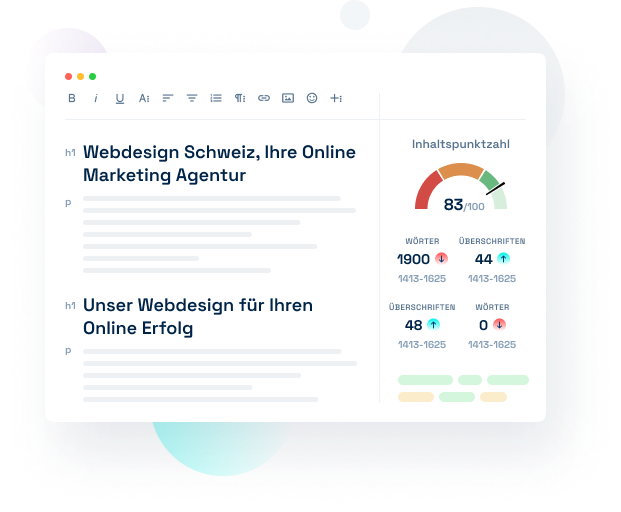 B i U A
h1 Webdesign Schweiz, Ihre Online
Marketing Agentur
p
h1 Unser Webdesign für Ihren
Online Erfolg
p
Inhaltspunktzahl
83/100
WÖRTER ÜBERSCHRIFTEN
1900 44
1413-1625 1413-1625
ÜBERSCHRIFTEN WÖRTER
48 0
1413-1625 1413-1625